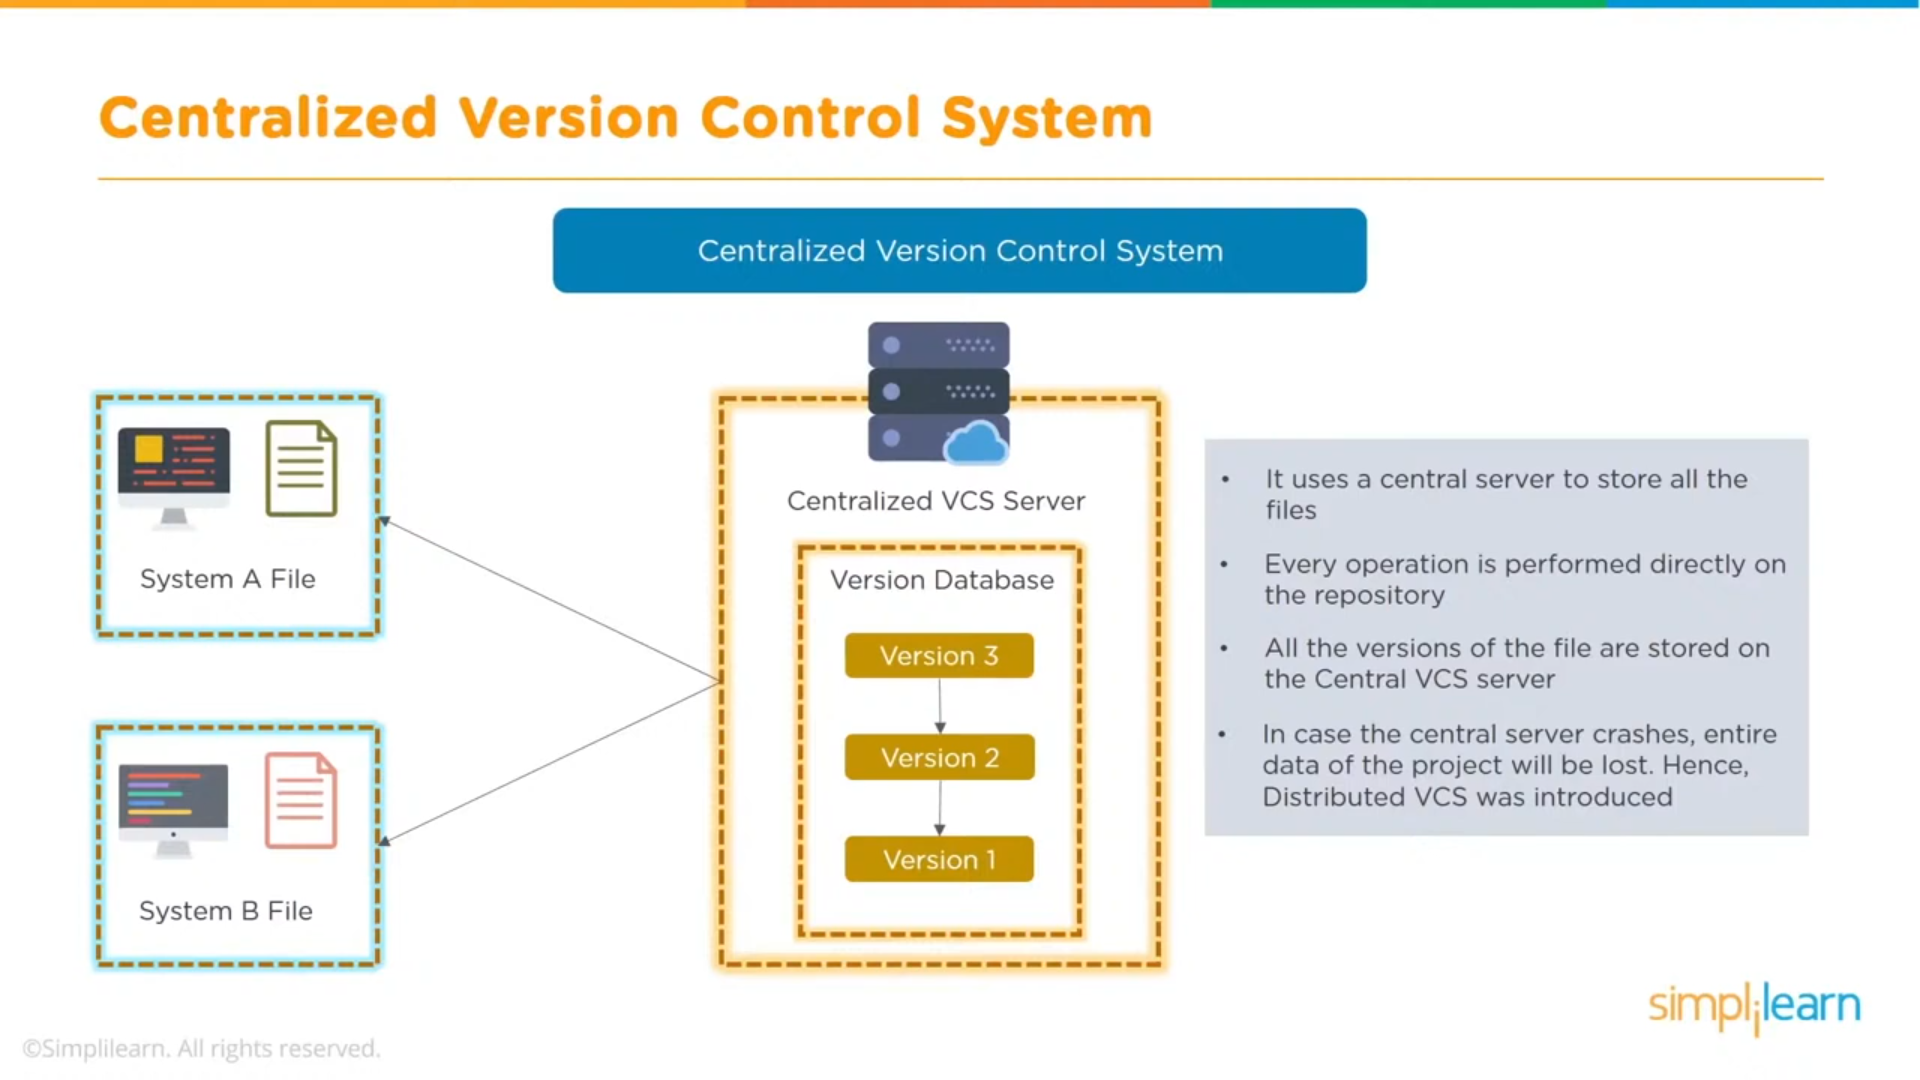 Centralized Version Control System
Centralized Version Control System
System A File
System B File
Centralized VCS Server
Version Database
Version 3
Version 2
Version 1
• It uses a central server to store all the
files
• Every operation is performed directly on
the repository
• All the versions of the file are stored on
the Central VCS server
• In case the central server crashes, entire
data of the project will be lost. Hence,
Distributed VCS was introduced
simplilearn
©Simplilearn. All rights reserved.